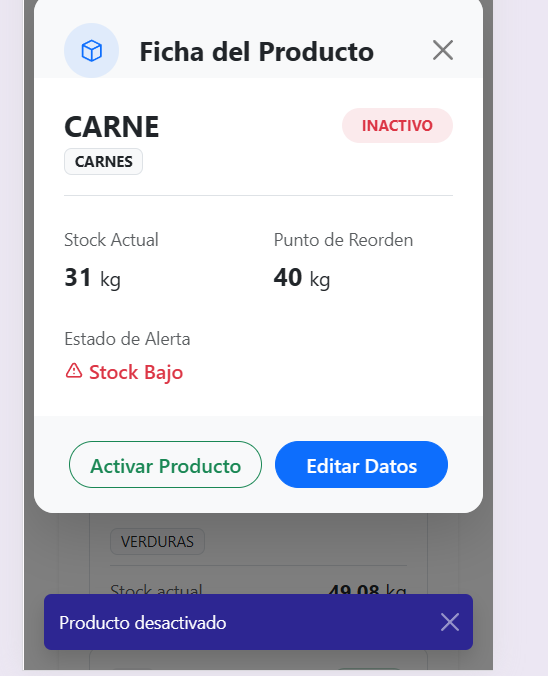 Ficha del Producto
CARNE
INACTIVO
CARNES
Stock Actual
Punto de Reorden
31 kg
40 kg
Estado de Alerta
Stock Bajo
Activar Producto
Editar Datos
VERDURAS
Stock actual
49.08 kg
Producto desactivado